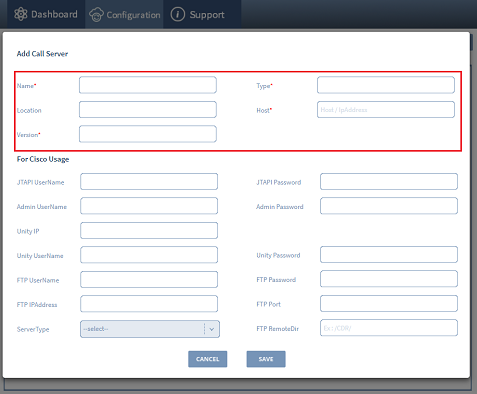 Dashboard Configuration Support
Add Call Server
Name* Type*
Location Host* Host / IpAddress
Version*
For Cisco Usage
JTAPI UserName JTAPI Password
Admin UserName Admin Password
Unity IP
Unity UserName Unity Password
FTP UserName FTP Password
FTP IPAddress FTP Port
ServerType --select-- FTP RemoteDir Ex:-/CDR/
CANCEL SAVE